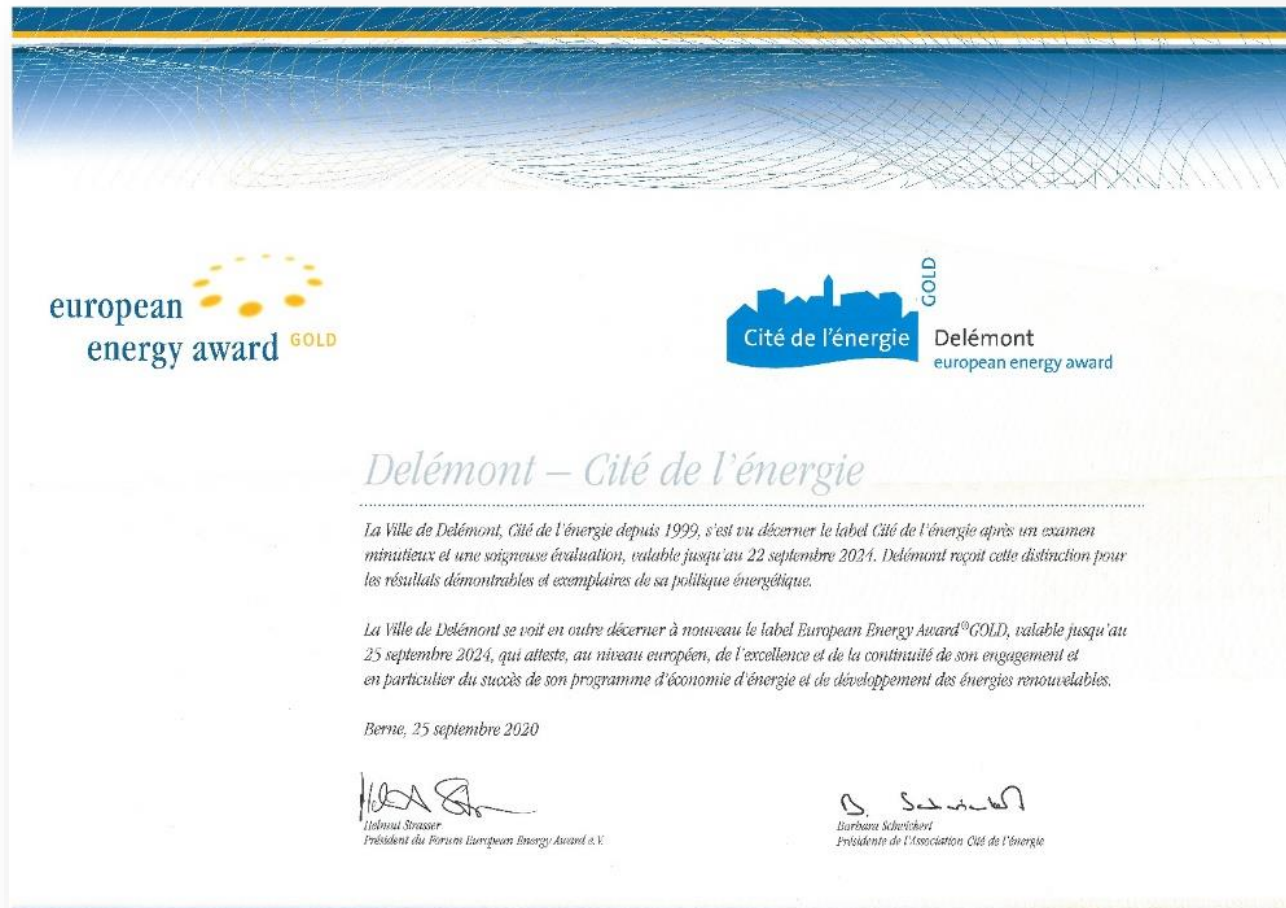 european
energy award GOLD
GOLD
Cité de l'énergie
Delémont
european energy award
Delémont – Cité de l'énergie
La Ville de Delémont, Cité de l'énergie depuis 1999, s'est vu décerner le label Cité de l'énergie après un examen
minutieux et une soigneuse évaluation, valable jusqu'au 22 septembre 2024. Delémont reçoit cette distinction pour
les résultats démontrables et exemplaires de sa politique énergétique.
La Ville de Delémont se voit en outre décerner à nouveau le label European Energy Award®GOLD, valable jusqu'au
25 septembre 2024, qui atteste, au niveau européen, de l'excellence et de la continuité de son engagement et
en particulier du succès de son programme d'économie d'énergie et de développement des énergies renouvelables.
Berne, 25 septembre 2020
Helmut Strasser
Président du Forum European Energy Award e.V.
B.
Barbara Schwickert
Présidente de l'Association Cité de l'énergie